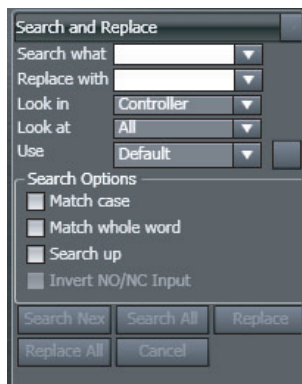 Search and Replace
Search what
Replace with
Look in Controller
Look at All
Use Default
Search Options
Match case
Match whole word
Search up
Invert NO/NC Input
Search Nex Search All Replace
Replace All Cancel